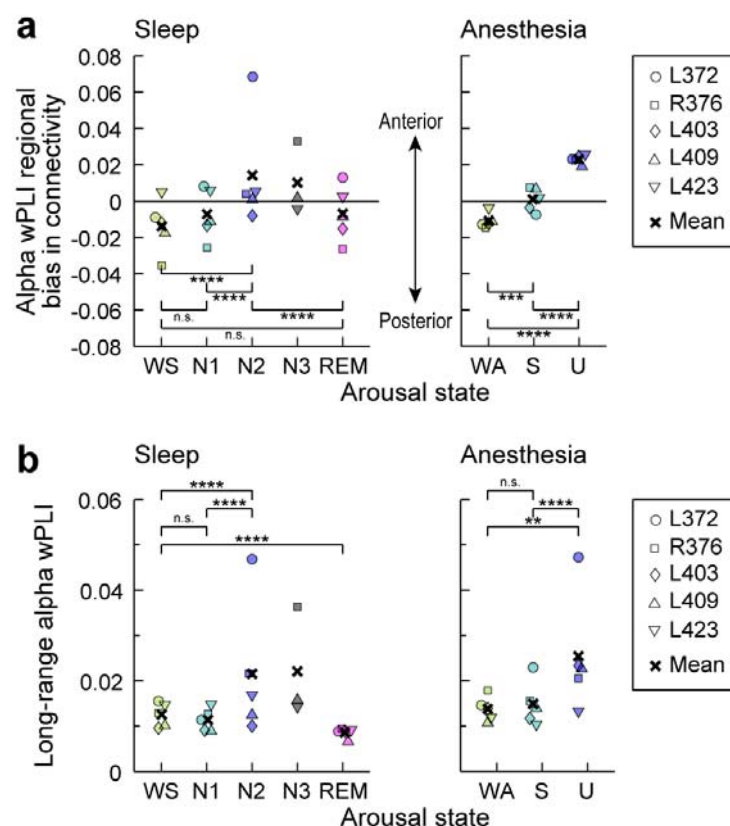 a
Sleep
Anesthesia
Alpha wPLI regional
bias in connectivity
0.08
0.06
0.04
0.02
0
-0.02
-0.04
-0.06
-0.08
Anterior
Posterior
****
****
n.s.
****
n.s.
***
****
****
WS N1 N2 N3 REM
WA S U
Arousal state
L372
R376
L403
L409
L423
Mean
b
Sleep
Anesthesia
Long-range alpha wPLI
0.06
0.04
0.02
0
****
n.s.
****
****
n.s.
****
**
WS N1 N2 N3 REM
WA S U
Arousal state
L372
R376
L403
L409
L423
Mean